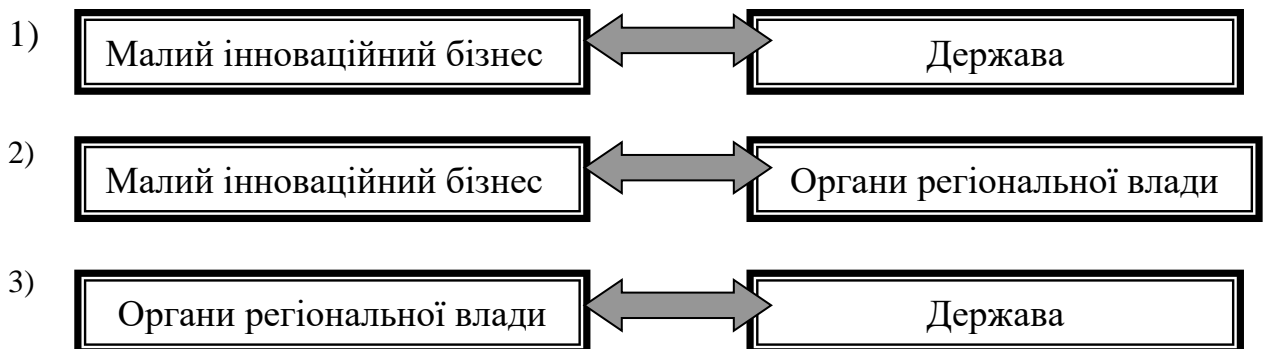 1) Малий інноваційний бізнес Держава
2) Малий інноваційний бізнес Органи регіональної влади
3) Органи регіональної влади Держава